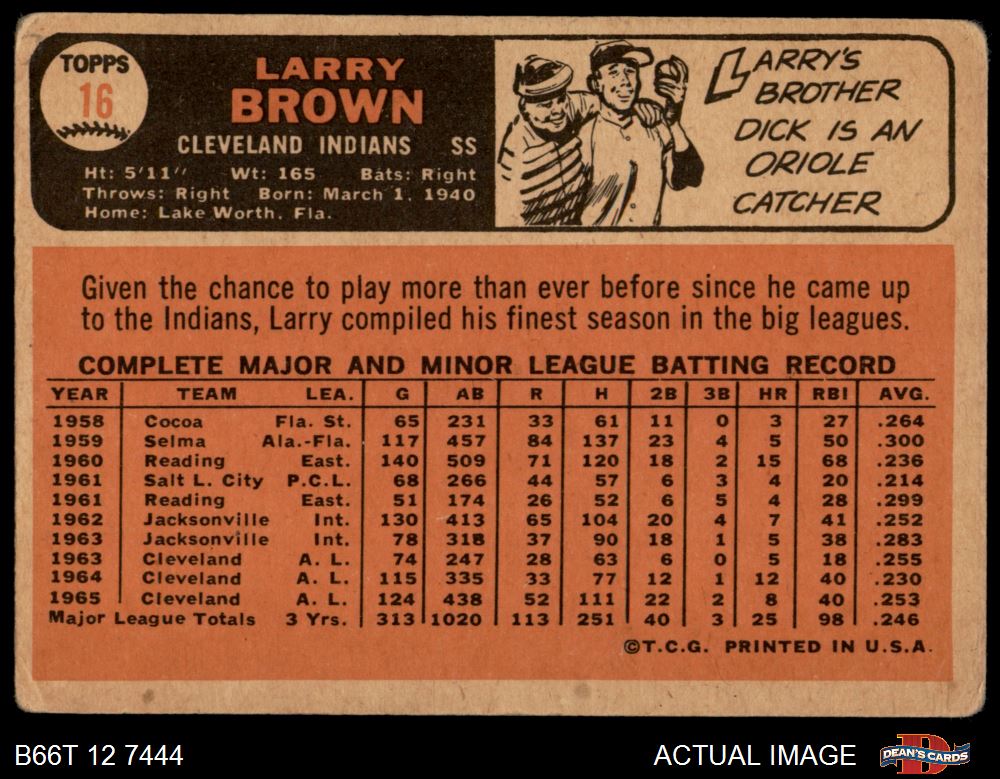 TOPPS
16
LARRY
BROWN
CLEVELAND INDIANS SS
Ht: 5'11" Wt: 165 Bats: Right
Throws: Right Born: March 1, 1940
Home: Lake Worth, Fla.
LARRY'S
BROTHER
DICK IS AN
ORIOLE
CATCHER
Given the chance to play more than ever before since he came up
to the Indians, Larry compiled his finest season in the big leagues.
COMPLETE MAJOR AND MINOR LEAGUE BATTING RECORD
YEAR TEAM LEA. G AB R H 2B 3B HR RBI AVG.
1958 Cocoa Fla. St. 65 231 33 61 11 0 3 27 .264
1959 Selma Ala.-Fla. 117 457 84 137 23 4 5 50 .300
1960 Reading East. 140 509 71 120 18 2 15 68 .236
1961 Salt L. City P.C.L. 68 266 44 57 6 3 4 20 .214
1961 Reading East. 51 174 26 52 6 5 4 28 .299
1962 Jacksonville Int. 130 413 65 104 20 4 7 41 .252
1963 Jacksonville Int. 78 318 37 90 18 1 5 38 .283
1963 Cleveland A. L. 74 247 28 63 6 0 5 18 .255
1964 Cleveland A. L. 115 335 33 77 12 1 12 40 .230
1965 Cleveland A. L. 124 438 52 111 22 2 8 40 .253
Major League Totals 3 Yrs. 313 1020 113 251 40 3 25 98 .246
©T.C.G. PRINTED IN U.S.A.
B66T 12 7444
ACTUAL IMAGE
DEAN'S CARDS